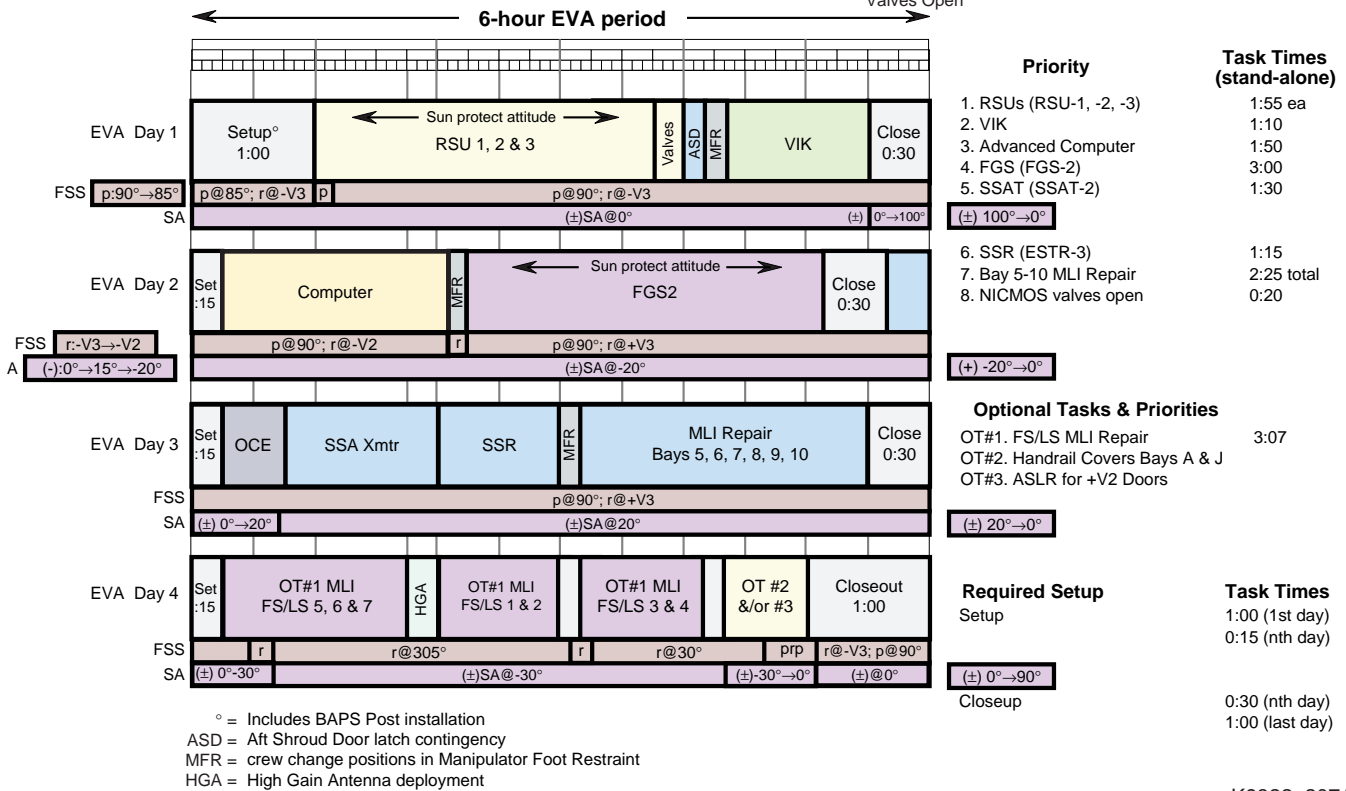 Valves Open
6-hour EVA period
Priority
Task Times
(stand-alone)
1. RSUs (RSU-1, -2, -3) 1:55 ea
2. VIK 1:10
3. Advanced Computer 1:50
4. FGS (FGS-2) 3:00
5. SSAT (SSAT-2) 1:30
EVA Day 1
Setup°
1:00
Sun protect attitude
RSU 1, 2 & 3
Valves
ASD
MFR
VIK
Close
0:30
FSS p:90°→85° p@85°; r@-V3 p p@90°; r@-V3
SA (±)SA@0° (±) 0°→100° (±) 100°→0°
6. SSR (ESTR-3) 1:15
7. Bay 5-10 MLI Repair 2:25 total
8. NICMOS valves open 0:20
EVA Day 2
Set
:15
Computer
MFR
Sun protect attitude
FGS2
Close
0:30
FSS r:-V3→-V2 p@90°; r@-V2 r p@90°; r@+V3
A (-):0°→15°→-20° (±)SA@-20° (+) -20°→0°
Optional Tasks & Priorities
OT#1. FS/LS MLI Repair 3:07
OT#2. Handrail Covers Bays A & J
OT#3. ASLR for +V2 Doors
EVA Day 3
Set
:15
OCE
SSA Xmtr
SSR
MFR
MLI Repair
Bays 5, 6, 7, 8, 9, 10
Close
0:30
FSS p@90°; r@+V3
SA (±) 0°→20° (±)SA@20° (±) 20°→0°
EVA Day 4
Set
:15
OT#1 MLI
FS/LS 5, 6 & 7
HGA
OT#1 MLI
FS/LS 1 & 2
OT#1 MLI
FS/LS 3 & 4
OT #2
&/or #3
Closeout
1:00
Required Setup Task Times
Setup 1:00 (1st day)
0:15 (nth day)
FSS r r@305° r r@30° prp r@-V3; p@90°
SA (±) 0°-30° (±)SA@-30° (±)-30°→0° (±)@0° (±) 0°→90°
Closeup 0:30 (nth day)
1:00 (last day)
° = Includes BAPS Post installation
ASD = Aft Shroud Door latch contingency
MFR = crew change positions in Manipulator Foot Restraint
HGA = High Gain Antenna deployment